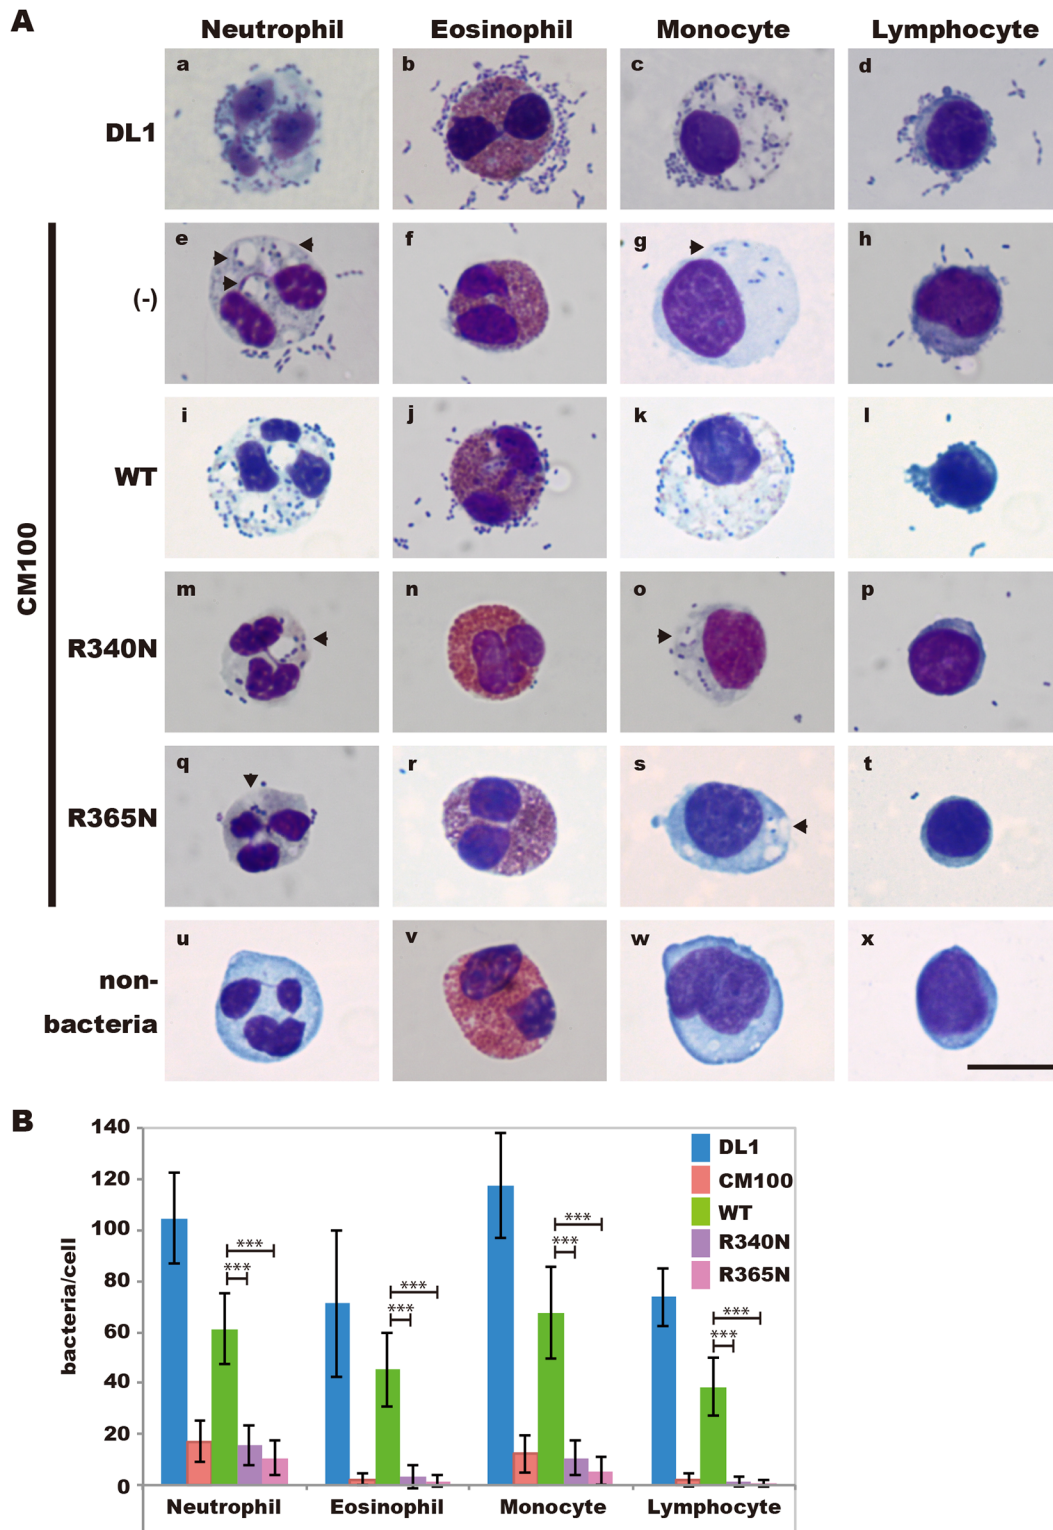 A
Neutrophil Eosinophil Monocyte Lymphocyte
DL1
a b c d
CM100
(-)
e f g h
WT
i j k l
R340N
m n o p
R365N
q r s t
non-
bacteria
u v w x
B
bacteria/cell
140
120
100
80
60
40
20
0
DL1
CM100
WT
R340N
R365N
*** ***
*** ***
*** ***
*** ***
Neutrophil Eosinophil Monocyte Lymphocyte